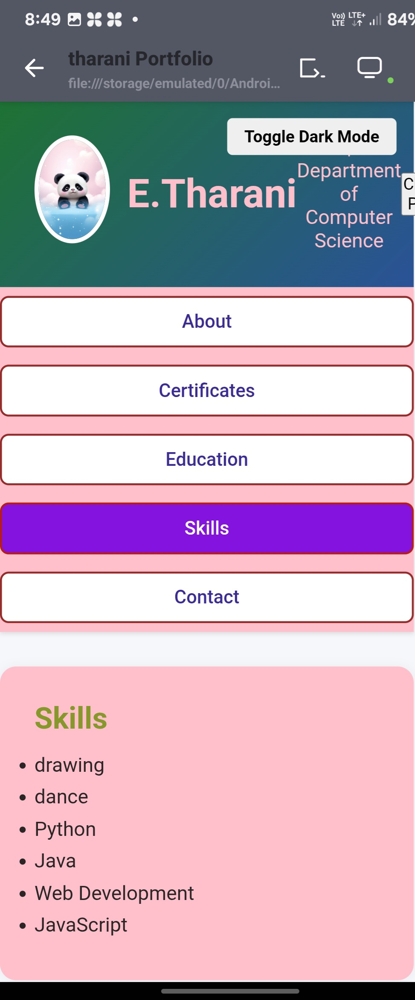 8:49
Vo)) LTE LTE+ 84%
tharani Portfolio
file:///storage/emulated/0/Androi...
Toggle Dark Mode
E.Tharani
Department
of
Computer
Science
About
Certificates
Education
Skills
Contact
Skills
• drawing
• dance
• Python
• Java
• Web Development
• JavaScript